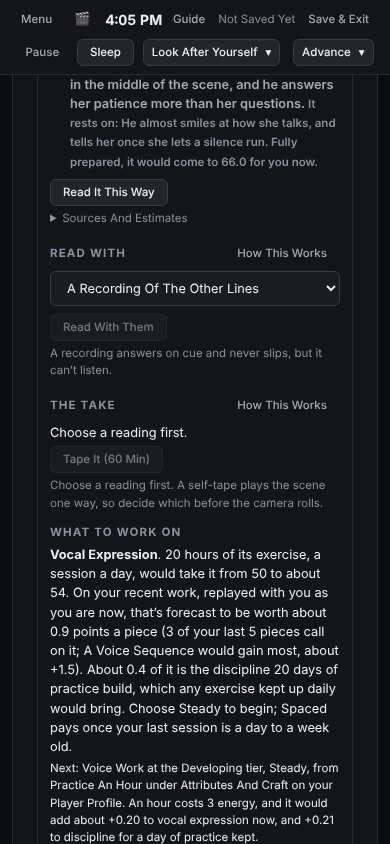 Menu 🎬 4:05 PM Guide Not Saved Yet Save & Exit
Pause Sleep Look After Yourself ▾ Advance ▾
in the middle of the scene, and he answers
her patience more than her questions. It
rests on: He almost smiles at how she talks, and
tells her once she lets a silence run. Fully
prepared, it would come to 66.0 for you now.
Read It This Way
▶ Sources And Estimates
READ WITH How This Works
A Recording Of The Other Lines
Read With Them
A recording answers on cue and never slips, but it
can't listen.
THE TAKE How This Works
Choose a reading first.
Tape It (60 Min)
Choose a reading first. A self-tape plays the scene
one way, so decide which before the camera rolls.
WHAT TO WORK ON
Vocal Expression. 20 hours of its exercise, a
session a day, would take it from 50 to about
54. On your recent work, replayed with you as
you are now, that's forecast to be worth about
0.9 points a piece (3 of your last 5 pieces call
on it; A Voice Sequence would gain most, about
+1.5). About 0.4 of it is the discipline 20 days of
practice build, which any exercise kept up daily
would bring. Choose Steady to begin; Spaced
pays once your last session is a day to a week
old.
Next: Voice Work at the Developing tier, Steady, from
Practice An Hour under Attributes And Craft on your
Player Profile. An hour costs 3 energy, and it would
add about +0.20 to vocal expression now, and +0.21
to discipline for a day of practice kept.